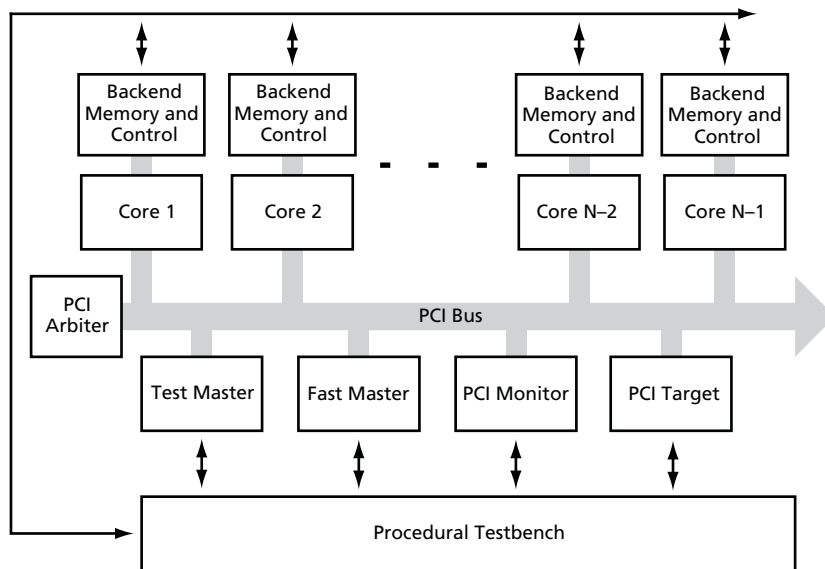 Backend
Memory and
Control
Backend
Memory and
Control
Backend
Memory and
Control
Backend
Memory and
Control
Core 1
Core 2
Core N–2
Core N–1
PCI
Arbiter
PCI Bus
Test Master
Fast Master
PCI Monitor
PCI Target
Procedural Testbench